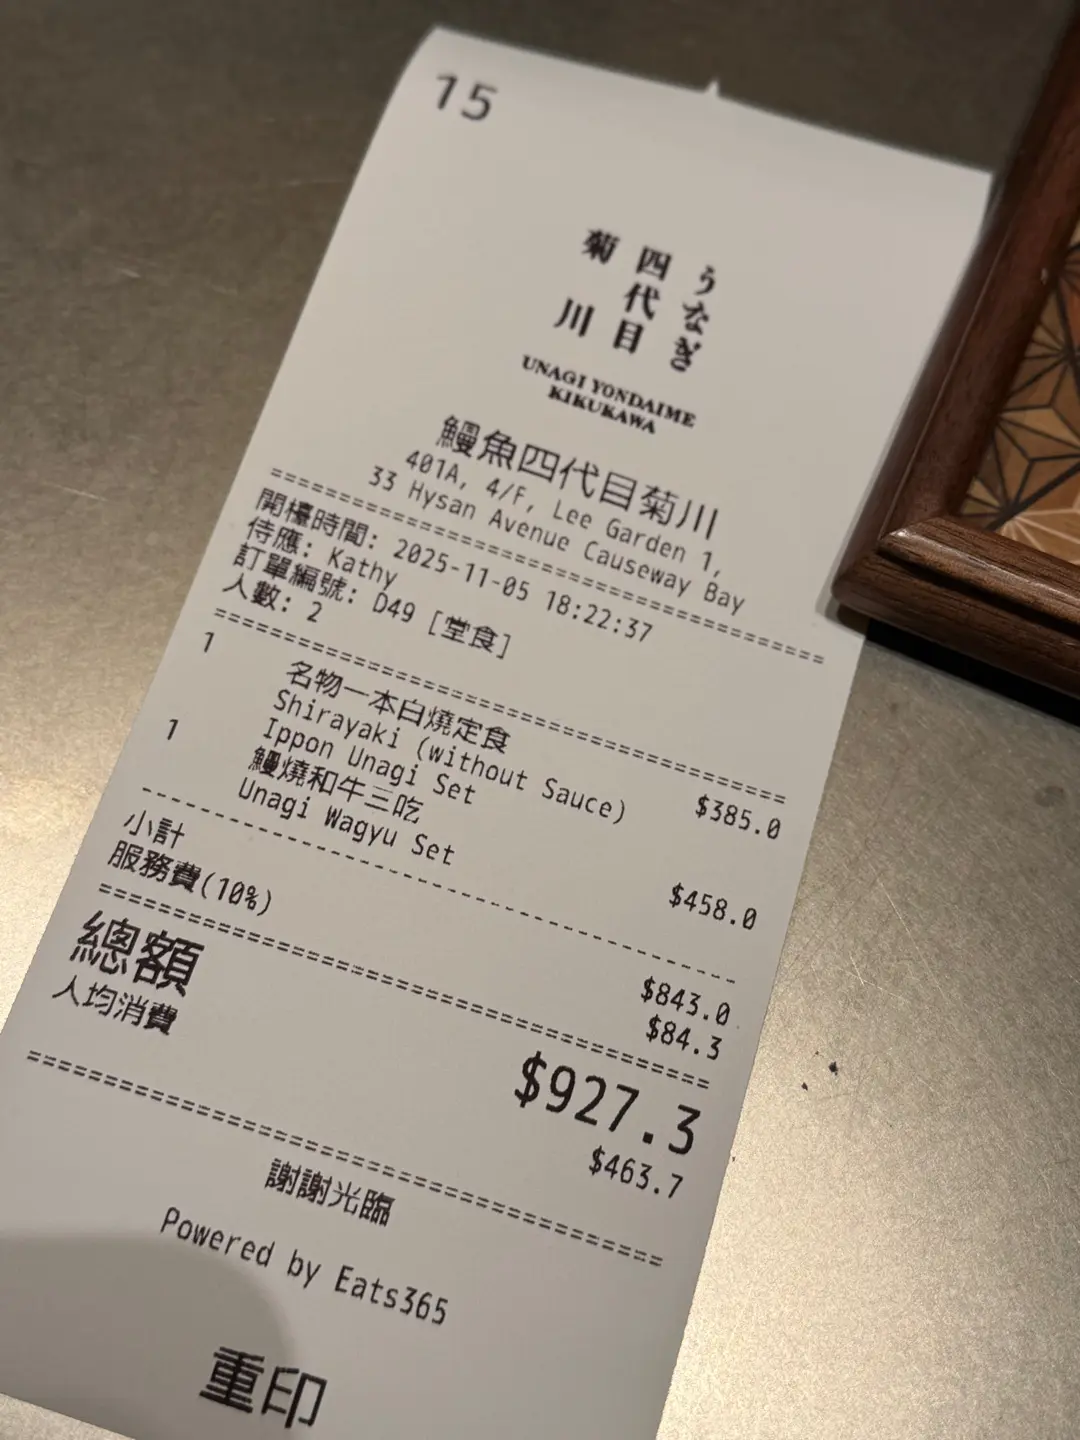 15
うなぎ
四代目
菊川
UNAGI YONDAIME
KIKUKAWA
鰻魚四代目菊川
401A, 4/F, Lee Garden 1,
33 Hysan Avenue Causeway Bay
開檯時間: 2025-11-05 18:22:37
侍應: Kathy
訂單編號: D49 [堂食]
人數: 2
1 名物一本白燒定食
Shirayaki (without Sauce)
Ippon Unagi Set $385.0
1 鰻燒和牛三吃
Unagi Wagyu Set $458.0
小計 $843.0
服務費(10%) $84.3
總額 $927.3
人均消費 $463.7
謝謝光臨
Powered by Eats365
重印